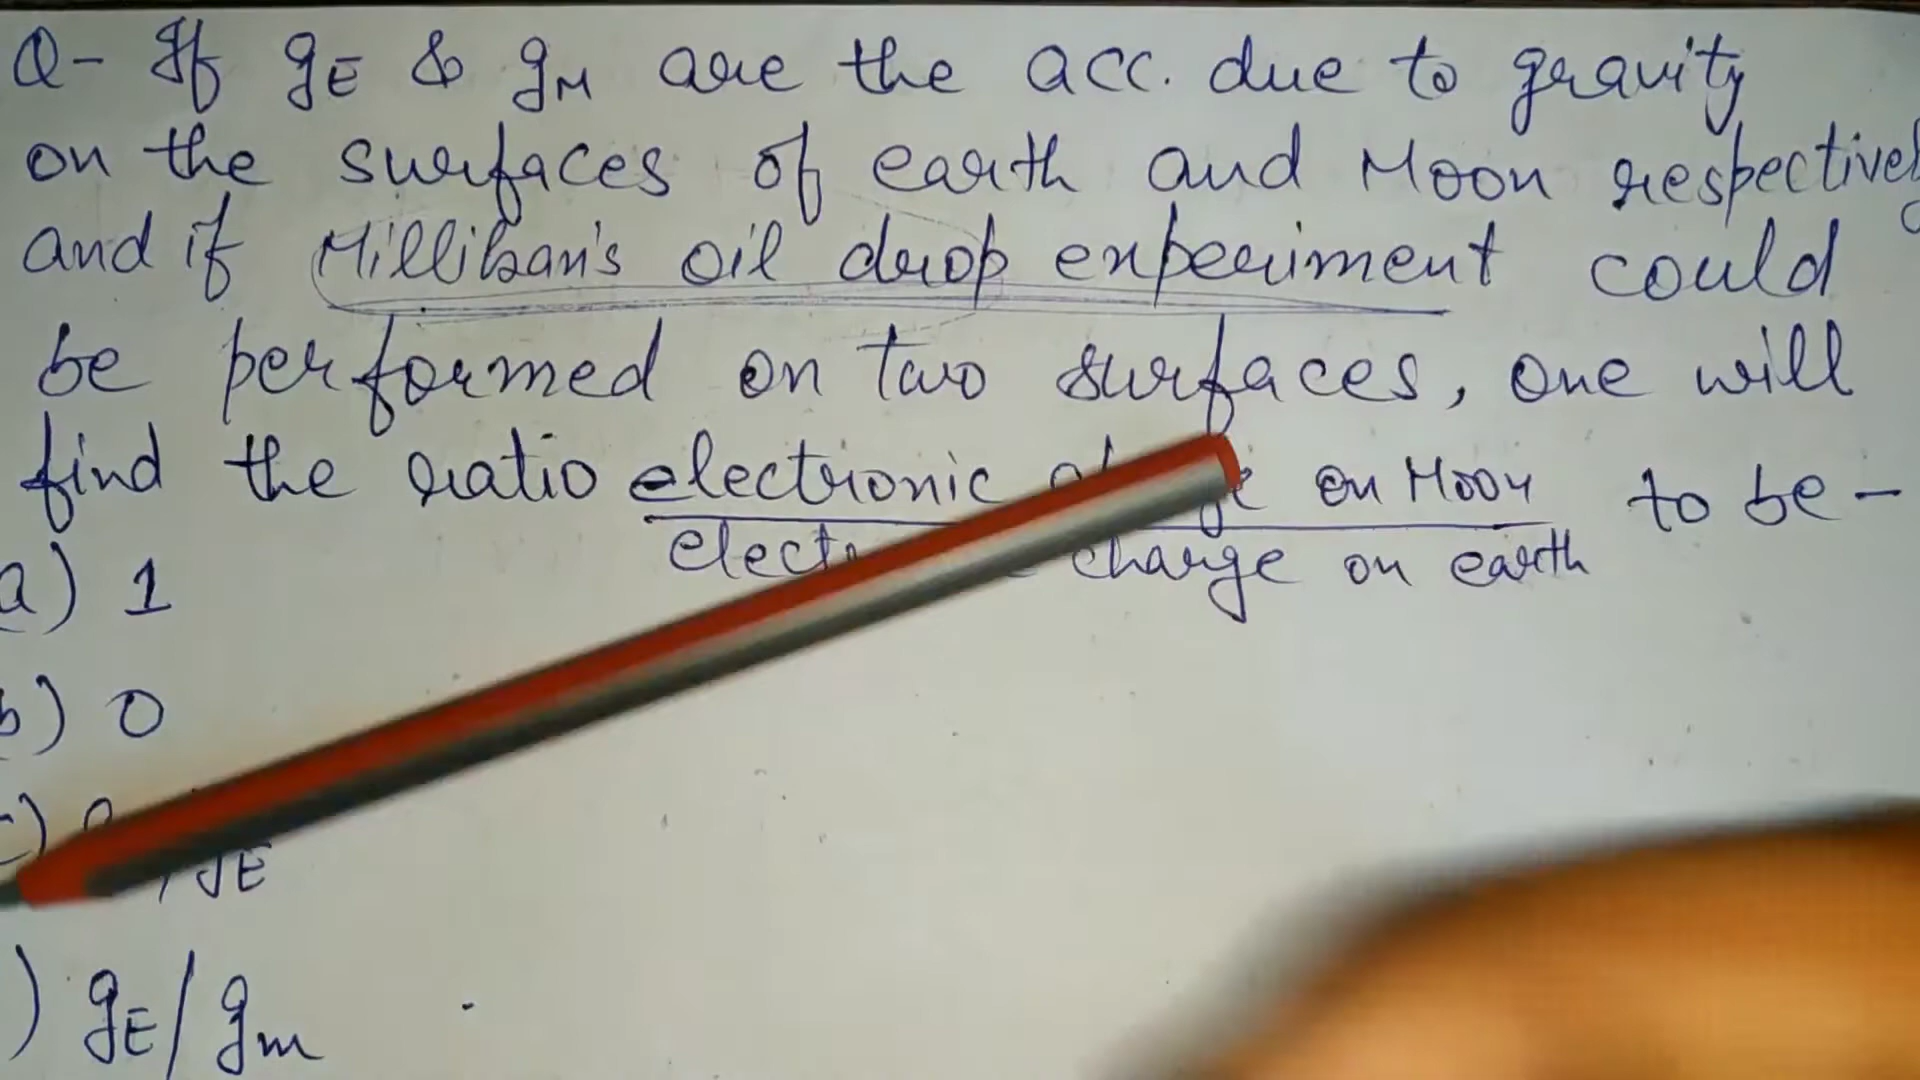 Q- If gE & gM are the acc. due to gravity
on the surfaces of earth and Moon respectively
and if Millikan's oil drop experiment could
be performed on two surfaces, one will
find the ratio electronic on Moon to be -
charge on earth
a) 1
b) 0
c) /gE
) gE/gm